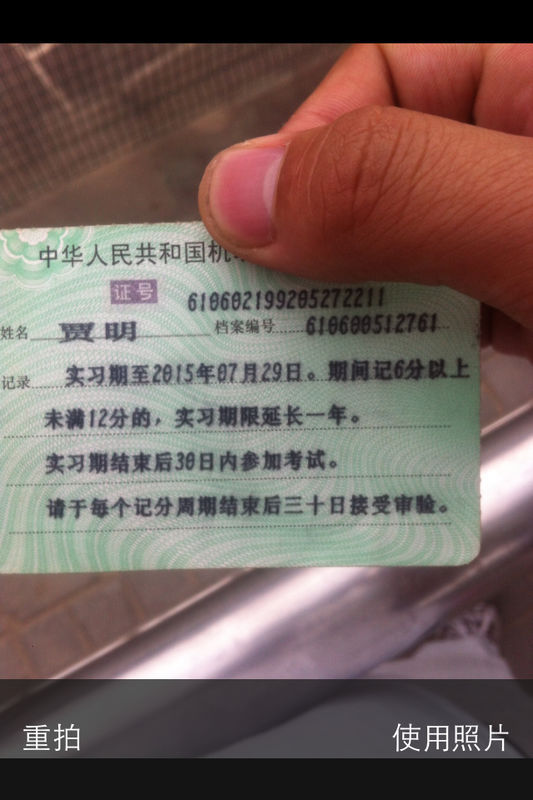 中华人民共和国机
证号 610602199205272211
姓名 贾明 档案编号 610600512761
记录 实习期至2015年07月29日。期间记6分以上
未满12分的，实习期限延长一年。
实习期结束后30日内参加考试。
请于每个记分周期结束后三十日接受审验。
重拍 使用照片